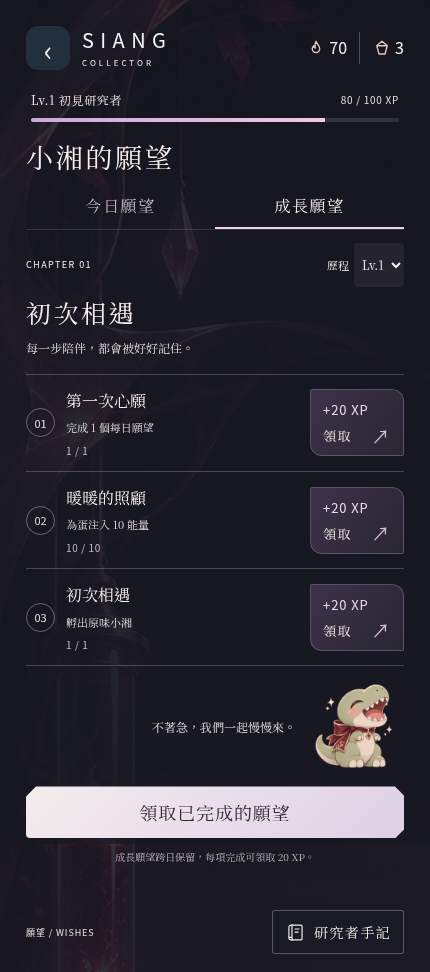 SIANG
COLLECTOR
70
3
Lv.1 初見研究者
80 / 100 XP
小湘的願望
今日願望
成長願望
CHAPTER 01
歷程
Lv.1
初次相遇
每一步陪伴，都會被好好記住。
01
第一次心願
完成 1 個每日願望
1 / 1
+20 XP
領取
02
暖暖的照顧
為蛋注入 10 能量
10 / 10
+20 XP
領取
03
初次相遇
孵出原味小湘
1 / 1
+20 XP
領取
不著急，我們一起慢慢來。
領取已完成的願望
成長願望跨日保留，每項完成可領取 20 XP。
願望 / WISHES
研究者手記